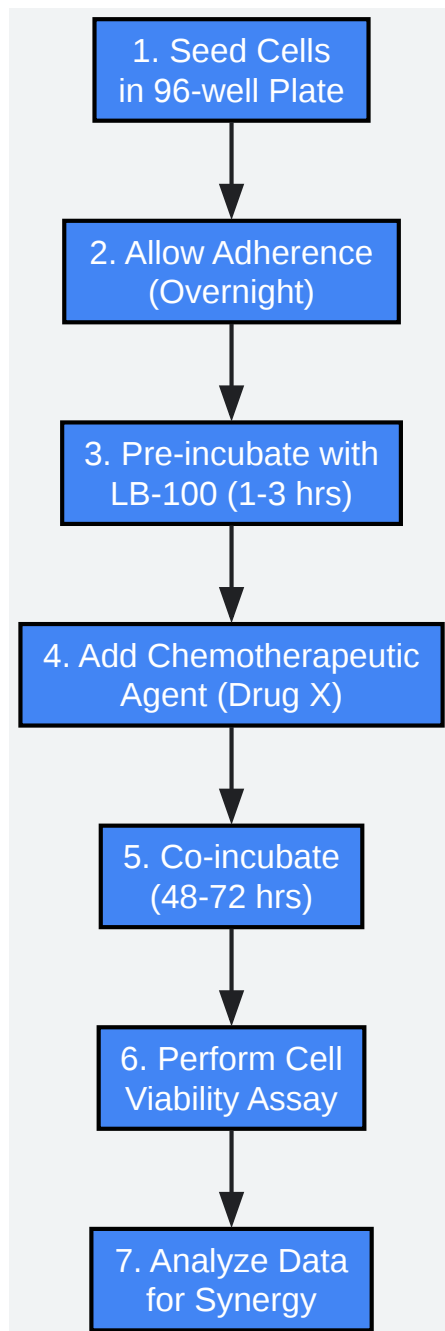 1. Seed Cells
in 96-well Plate
2. Allow Adherence
(Overnight)
3. Pre-incubate with
LB-100 (1-3 hrs)
4. Add Chemotherapeutic
Agent (Drug X)
5. Co-incubate
(48-72 hrs)
6. Perform Cell
Viability Assay
7. Analyze Data
for Synergy